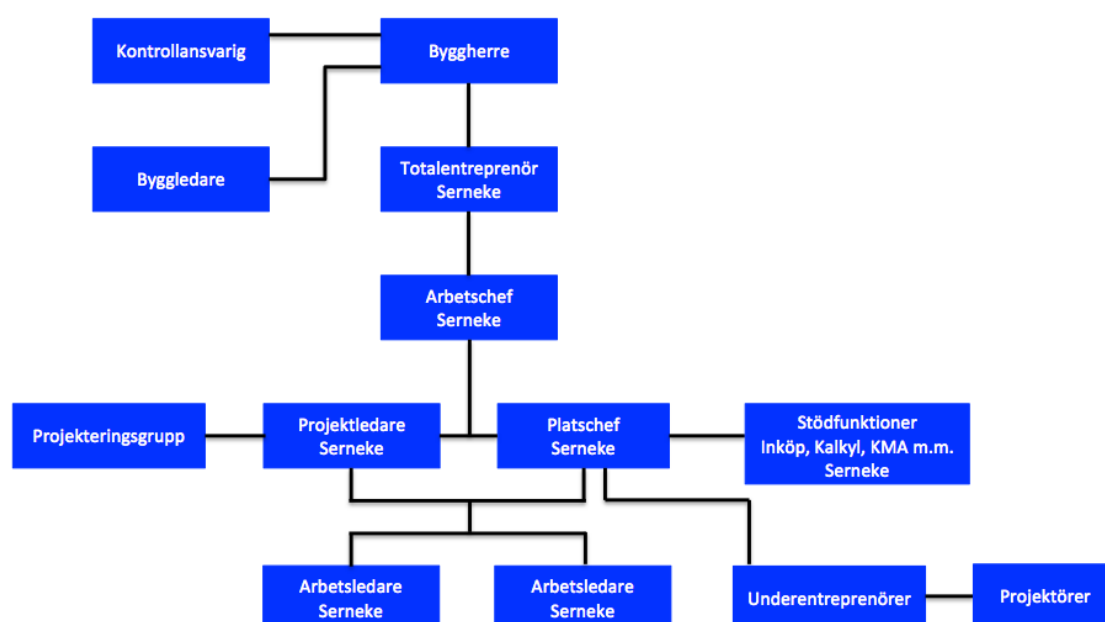 Kontrollansvarig
Byggherre
Byggledare
Totalentreprenör
Serneke
Arbetschef
Serneke
Projekteringsgrupp
Projektledare
Serneke
Platschef
Serneke
Stödfunktioner
Inköp, Kalkyl, KMA m.m.
Serneke
Arbetsledare
Serneke
Arbetsledare
Serneke
Underentreprenörer
Projektörer